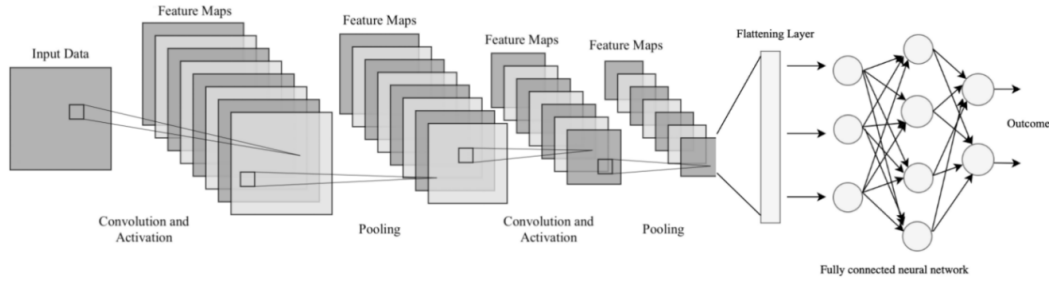 Feature Maps
Feature Maps
Feature Maps
Feature Maps
Flattening Layer
Input Data
Outcome
Convolution and
Activation
Pooling
Convolution and
Activation
Pooling
Fully connected neural network